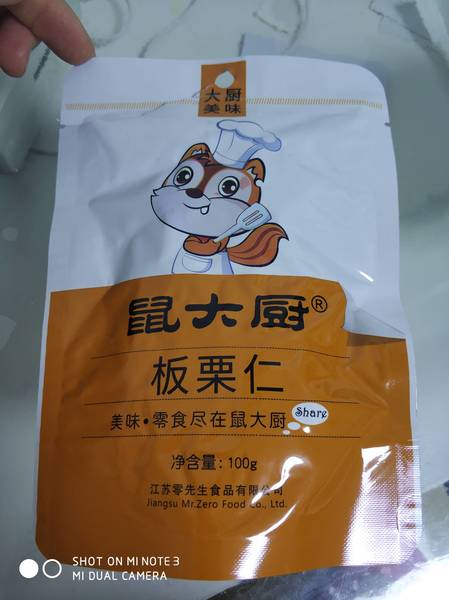 大厨
美味
鼠大厨®
板栗仁
美味•零食尽在鼠大厨
Share
净含量: 100g
江苏零先生食品有限公司
Jiangsu Mr.Zero Food Co., Ltd.
SHOT ON MI NOTE 3
MI DUAL CAMERA